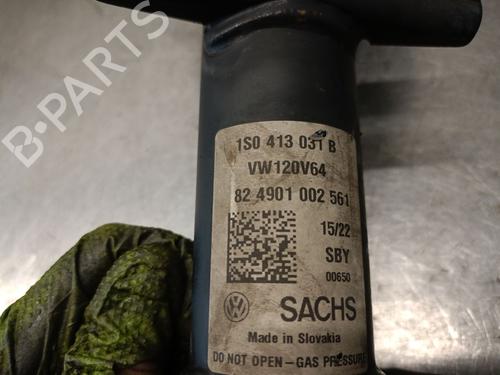 1S0 413 031 B
VW120V64
82 4901 002 561
15/22
SBY
00650
SACHS
Made in Slovakia
DO NOT OPEN-GAS PRESSURE